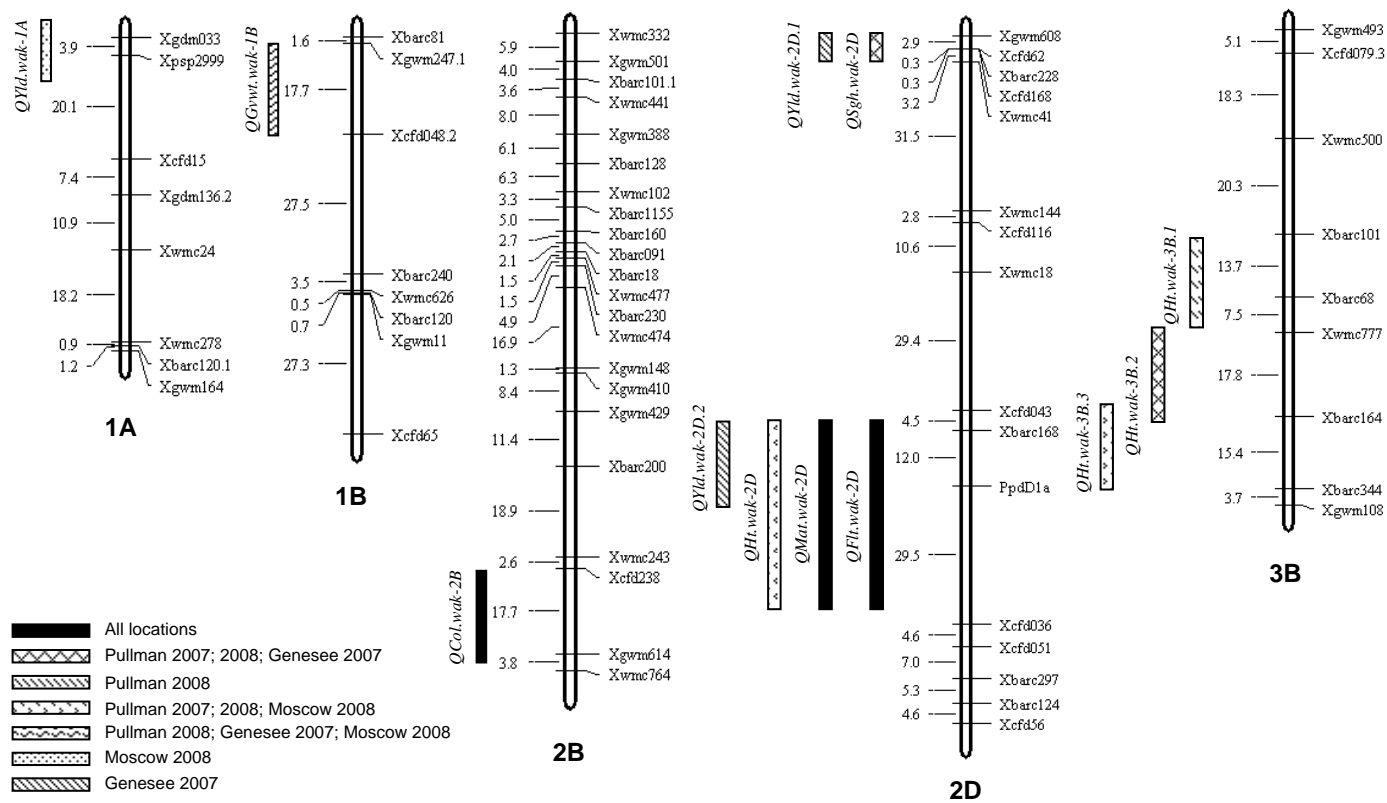 QYld.wak-1A
3.9
20.1
7.4
10.9
18.2
0.9
1.2
Xgdm033
Xpsp2999
Xcfd15
Xgdm136.2
Xwmc24
Xwmc278
Xbarc120.1
Xgwm164
1A
QGvwt.wak-1B
1.6
17.7
27.5
3.5
0.5
0.7
27.3
Xbarc81
Xgwm247.1
Xcfd048.2
Xbarc240
Xwmc626
Xbarc120
Xgwm11
Xcfd65
1B
QCol.wak-2B
5.9
4.0
3.6
8.0
6.1
6.3
3.3
5.0
2.7
2.1
1.5
1.5
4.9
16.9
1.3
8.4
11.4
18.9
2.6
17.7
3.8
Xwmc332
Xgwm501
Xbarc101.1
Xwmc441
Xgwm388
Xbarc128
Xwmc102
Xbarc1155
Xbarc160
Xbarc091
Xbarc18
Xwmc477
Xbarc230
Xwmc474
Xgwm148
Xgwm410
Xgwm429
Xbarc200
Xwmc243
Xcfd238
Xgwm614
Xwmc764
2B
QYld.wak-2D.1
QSgh.wak-2D
QYld.wak-2D.2
QHt.wak-2D
QMat.wak-2D
QFlt.wak-2D
2.9
0.3
0.3
3.2
31.5
2.8
10.6
29.4
4.5
12.0
29.5
4.6
7.0
5.3
4.6
Xgwm608
Xcfd62
Xbarc228
Xcfd168
Xwmc41
Xwmc144
Xcfd116
Xwmc18
Xcfd043
Xbarc168
PpdD1a
Xcfd036
Xcfd051
Xbarc297
Xbarc124
Xcfd56
2D
QHt.wak-3B.1
QHt.wak-3B.2
QHt.wak-3B.3
5.1
18.3
20.3
13.7
7.5
17.8
15.4
3.7
Xgwm493
Xcfd079.3
Xwmc500
Xbarc101
Xbarc68
Xwmc777
Xbarc164
Xbarc344
Xgwm108
3B
All locations
Pullman 2007; 2008; Genesee 2007
Pullman 2008
Pullman 2007; 2008; Moscow 2008
Pullman 2008; Genesee 2007; Moscow 2008
Moscow 2008
Genesee 2007